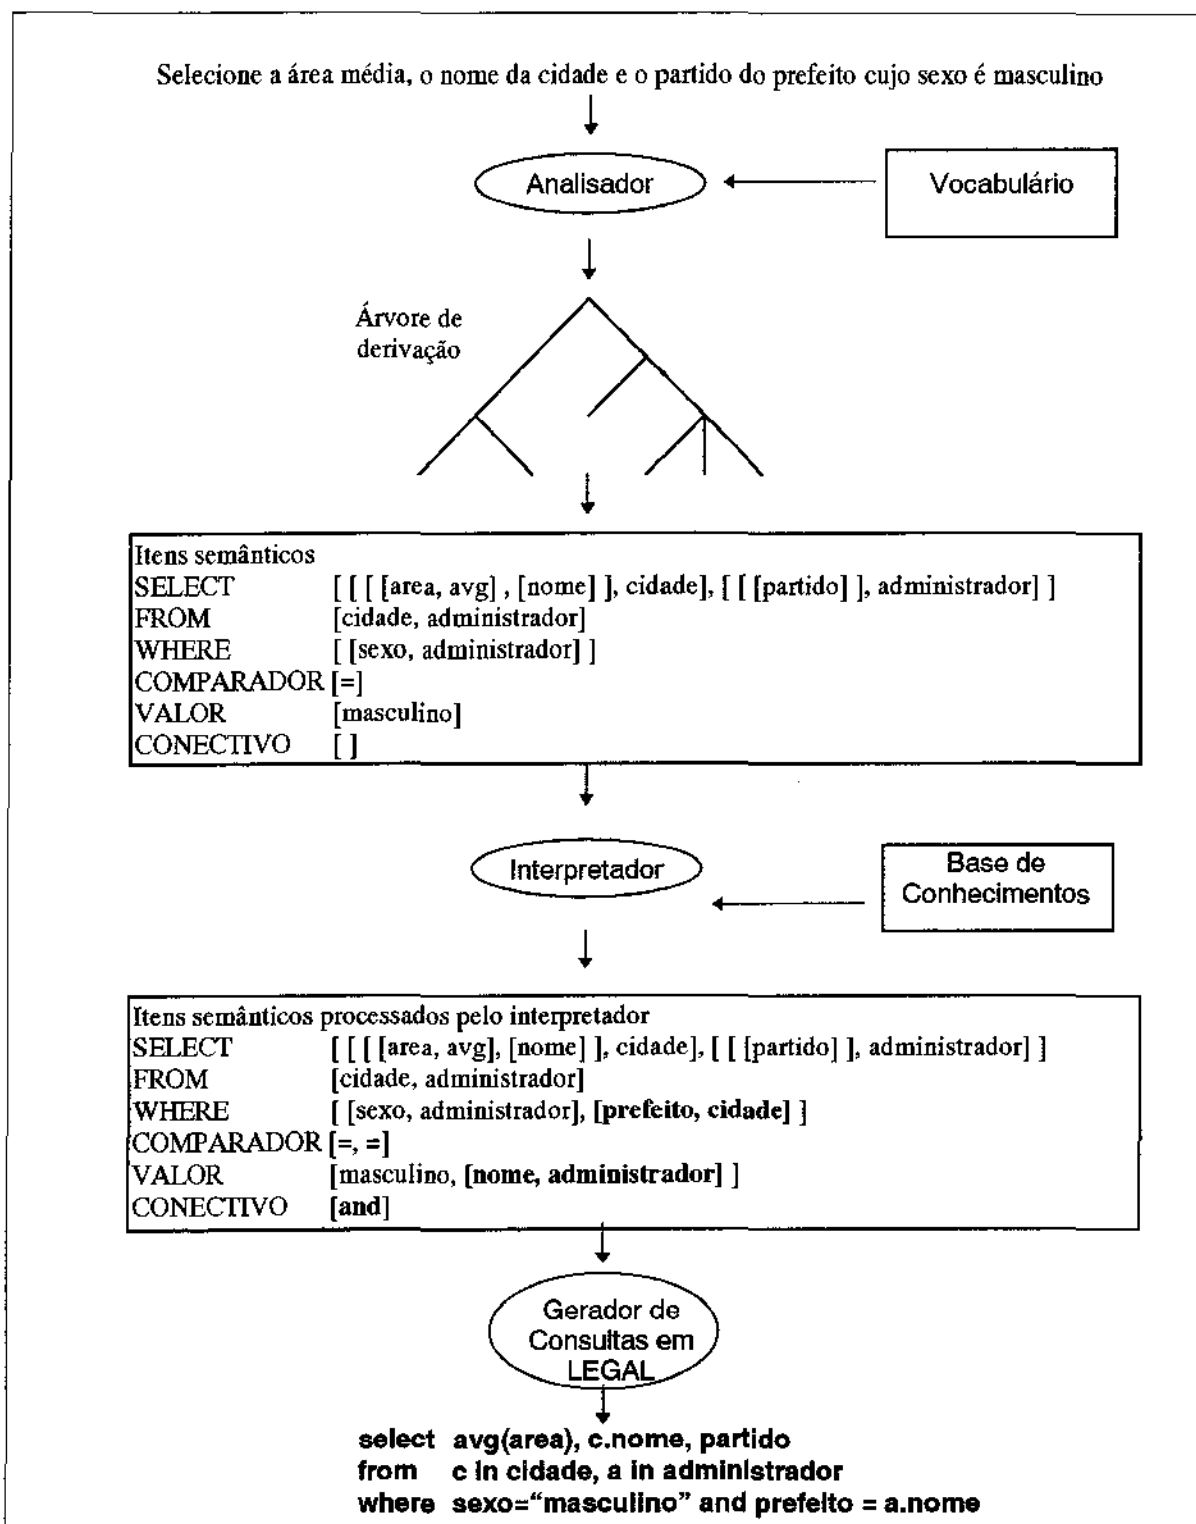 Selecione a área média, o nome da cidade e o partido do prefeito cujo sexo é masculino
Analisador
Vocabulário
Árvore de
derivação
Itens semânticos
SELECT [ [ [ [area, avg] , [nome] ], cidade], [ [ [partido] ], administrador] ]
FROM [cidade, administrador]
WHERE [ [sexo, administrador] ]
COMPARADOR [=]
VALOR [masculino]
CONECTIVO [ ]
Interpretador
Base de
Conhecimentos
Itens semânticos processados pelo interpretador
SELECT [ [ [ [area, avg], [nome] ], cidade], [ [ [partido] ], administrador] ]
FROM [cidade, administrador]
WHERE [ [sexo, administrador], [prefeito, cidade] ]
COMPARADOR [=, =]
VALOR [masculino, [nome, administrador] ]
CONECTIVO [and]
Gerador de
Consultas em
LEGAL
select avg(area), c.nome, partido
from c in cidade, a in administrador
where sexo=“masculino” and prefeito = a.nome